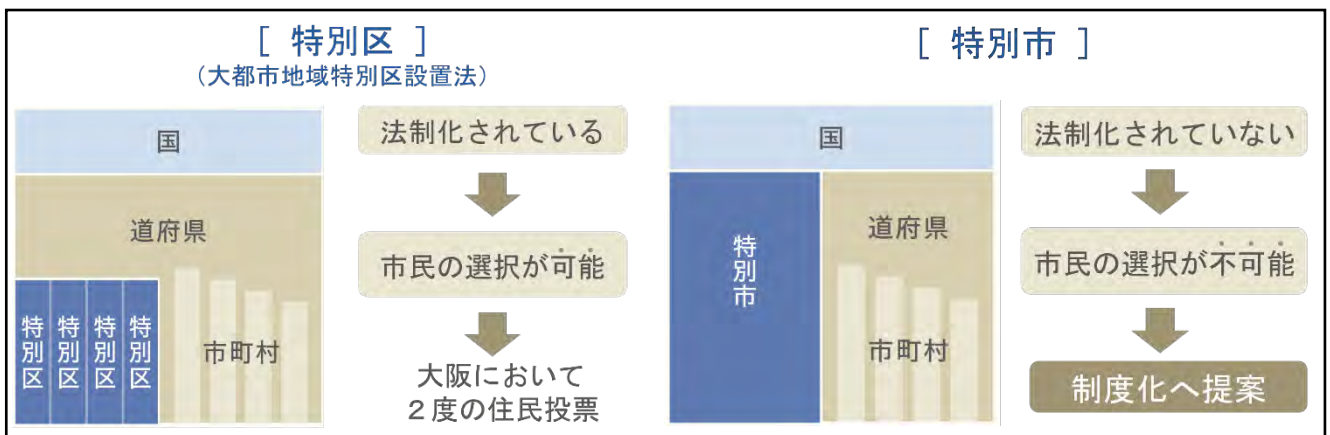 [ 特別区 ]
(大都市地域特別区設置法)
国
道府県
特別区
特別区
特別区
特別区
市町村
法制化されている
市民の選択が可能
大阪において
2度の住民投票
[ 特別市 ]
国
特別市
道府県
市町村
法制化されていない
市民の選択が不可能
制度化へ提案